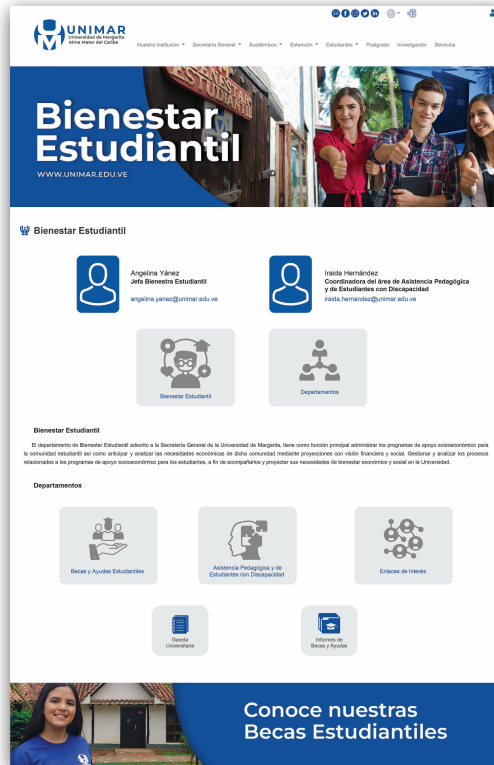 UNIMAR
Universidad de Margarita
Alma Mater del Caribe
Nuestra Institución Secretaría General Académicos Extensión Estudiantes Postgrado Investigación Servicios
BIENESTAR
ESTUDIANTIL
Bienestar
Estudiantil
WWW.UNIMAR.EDU.VE
Bienestar Estudiantil
Angelina Yánez
Jefa Bienestra Estudiantil
angelina.yanez@unimar.edu.ve
Iraida Hernández
Coordinadora del área de Asistencia Pedagógica
y de Estudiantes con Discapacidad
iraida.hernandez@unimar.edu.ve
Bienestar Estudiantil
Departamentos
Bienestar Estudiantil
El departamento de Bienestar Estudiantil adscrito a la Secretaría General de la Universidad de Margarita, tiene como función principal administrar los programas de apoyo socioeconómico para
la comunidad estudiantil así como anticipar y analizar las necesidades económicas de dicha comunidad mediante proyecciones con visión financiera y social. Gestionar y analizar los procesos
relacionados a los programas de apoyo socioeconómico para los estudiantes, a fin de acompañarlos y proyectar sus necesidades de bienestar económico y social en la Universidad.
Departamentos
Becas y Ayudas Estudiantiles
Asistencia Pedagógica y de
Estudiantes con Discapacidad
Enlaces de Interés
Gaceta
Universitaria
Informes de
Becas y Ayudas
Conoce nuestras
Becas Estudiantiles